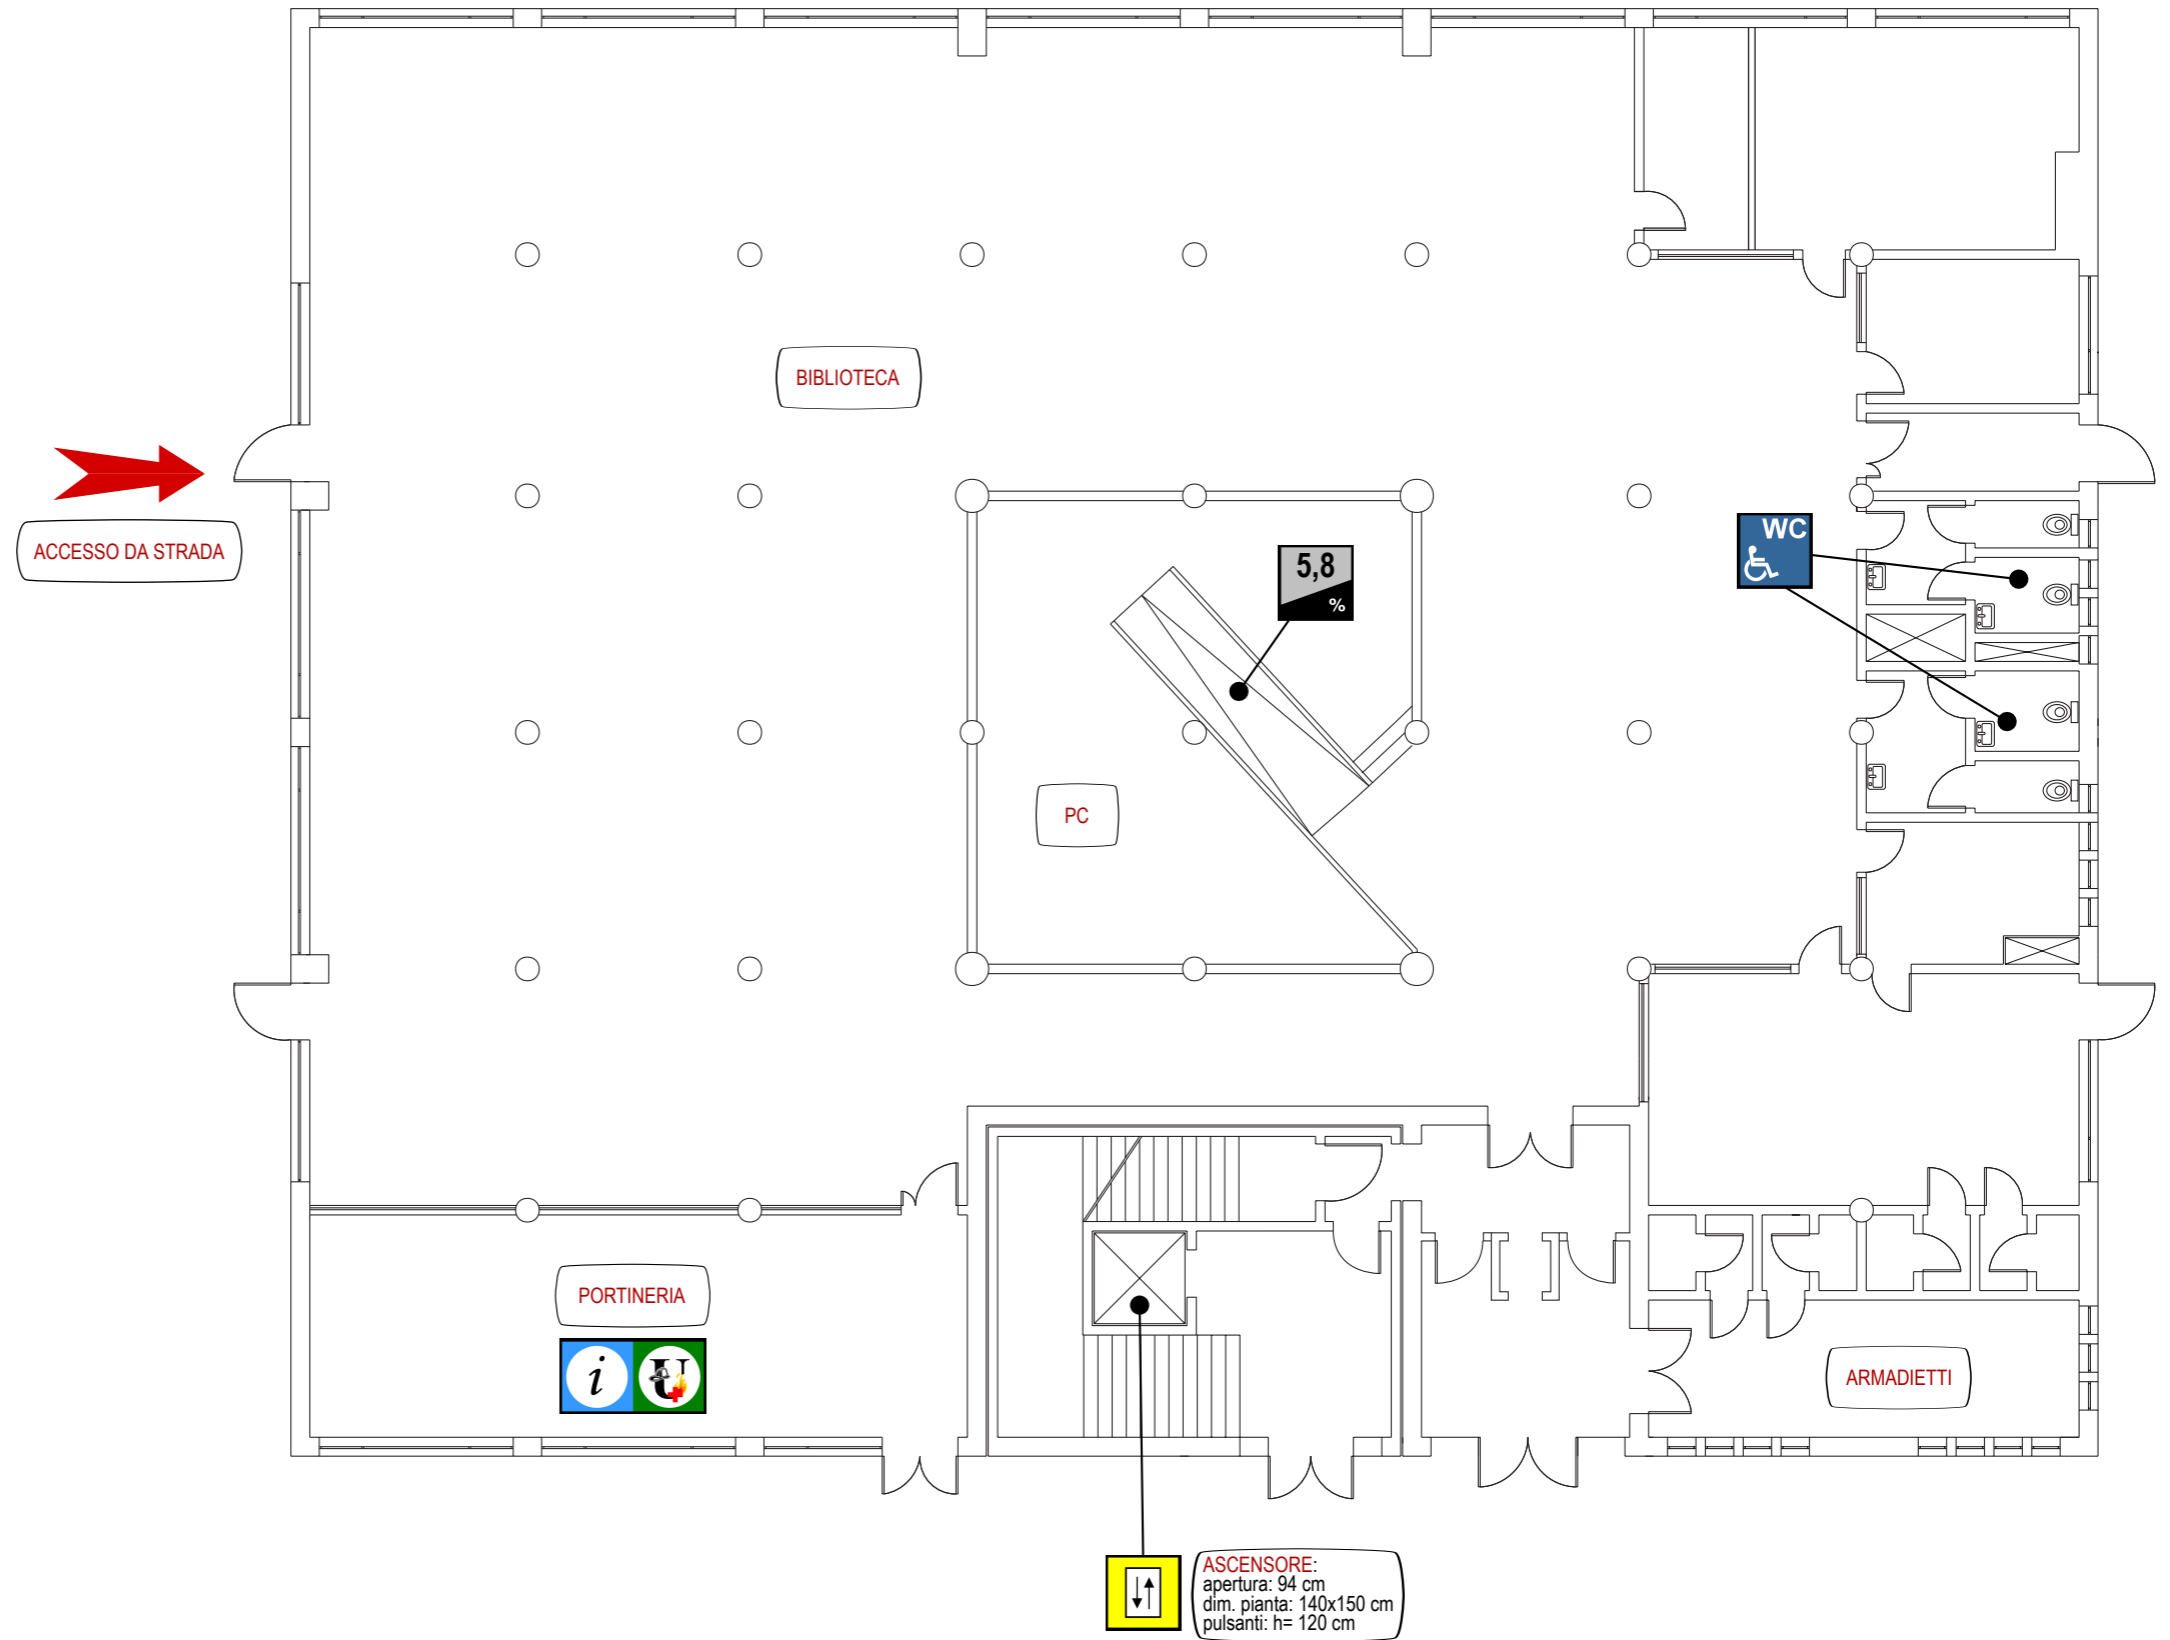 BIBLIOTECA
ACCESSO DA STRADA
5,8
%
WC
PC
PORTINERIA
i U
ARMADIETTI
ASCENSORE:
apertura: 94 cm
dim. pianta: 140x150 cm
pulsanti: h= 120 cm